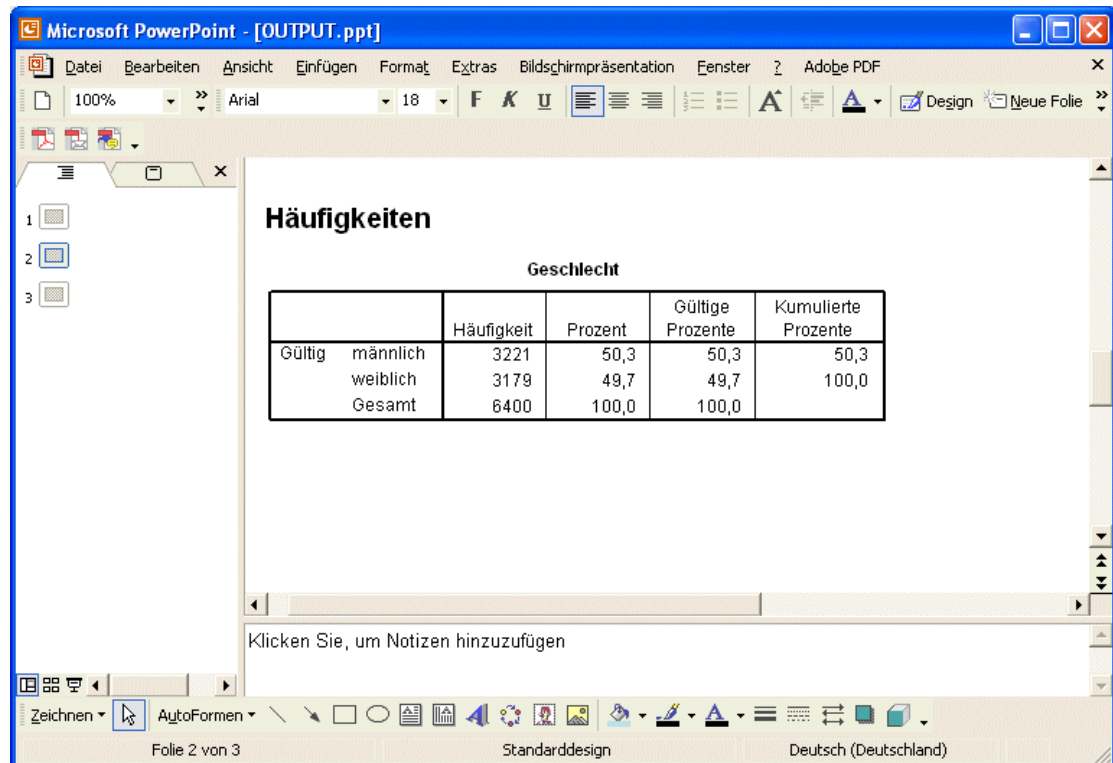 Microsoft PowerPoint - [OUTPUT.ppt]
Datei Bearbeiten Ansicht Einfügen Format Extras Bildschirmpräsentation Fenster ? Adobe PDF
100% Arial 18 F K U Design Neue Folie
1
2
3
Häufigkeiten
Geschlecht
Häufigkeit Prozent Gültige Prozente Kumulierte Prozente
Gültig männlich 3221 50,3 50,3 50,3
weiblich 3179 49,7 49,7 100,0
Gesamt 6400 100,0 100,0
Klicken Sie, um Notizen hinzuzufügen
Zeichnen AutoFormen
Folie 2 von 3 Standarddesign Deutsch (Deutschland)